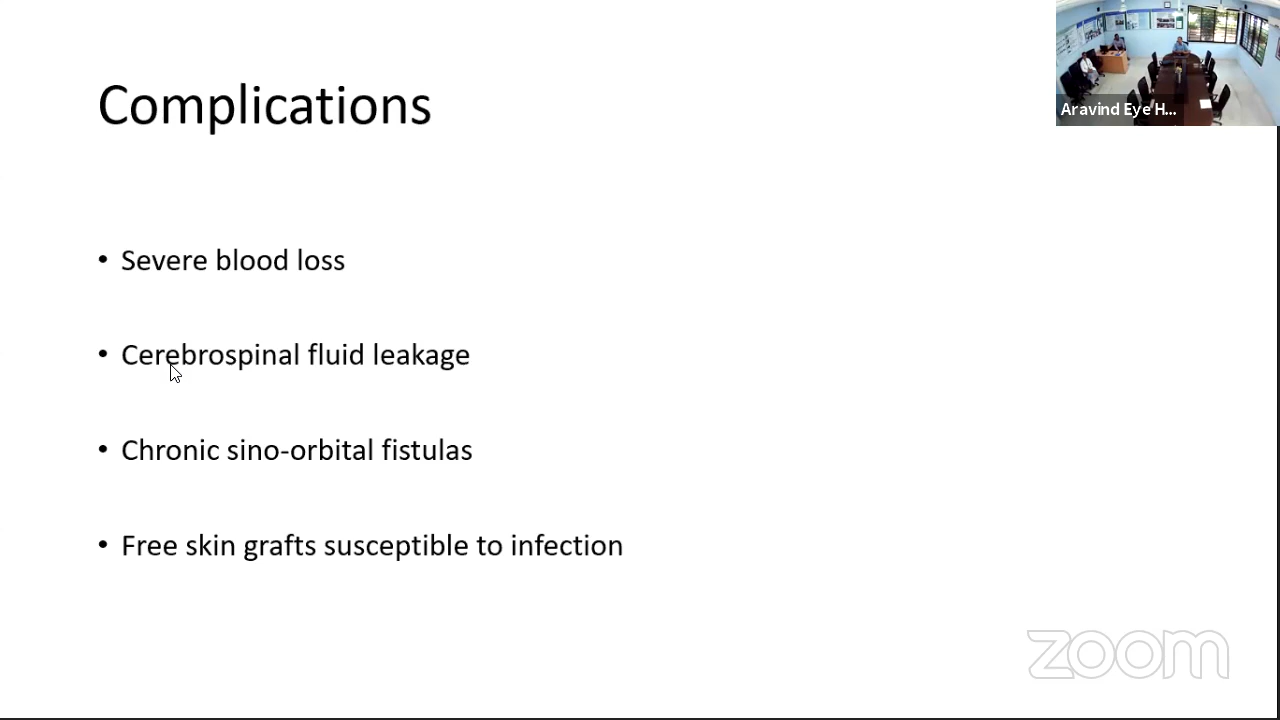 Complications
Aravind Eye H...
• Severe blood loss
• Cerebrospinal fluid leakage
• Chronic sino-orbital fistulas
• Free skin grafts susceptible to infection
zoom